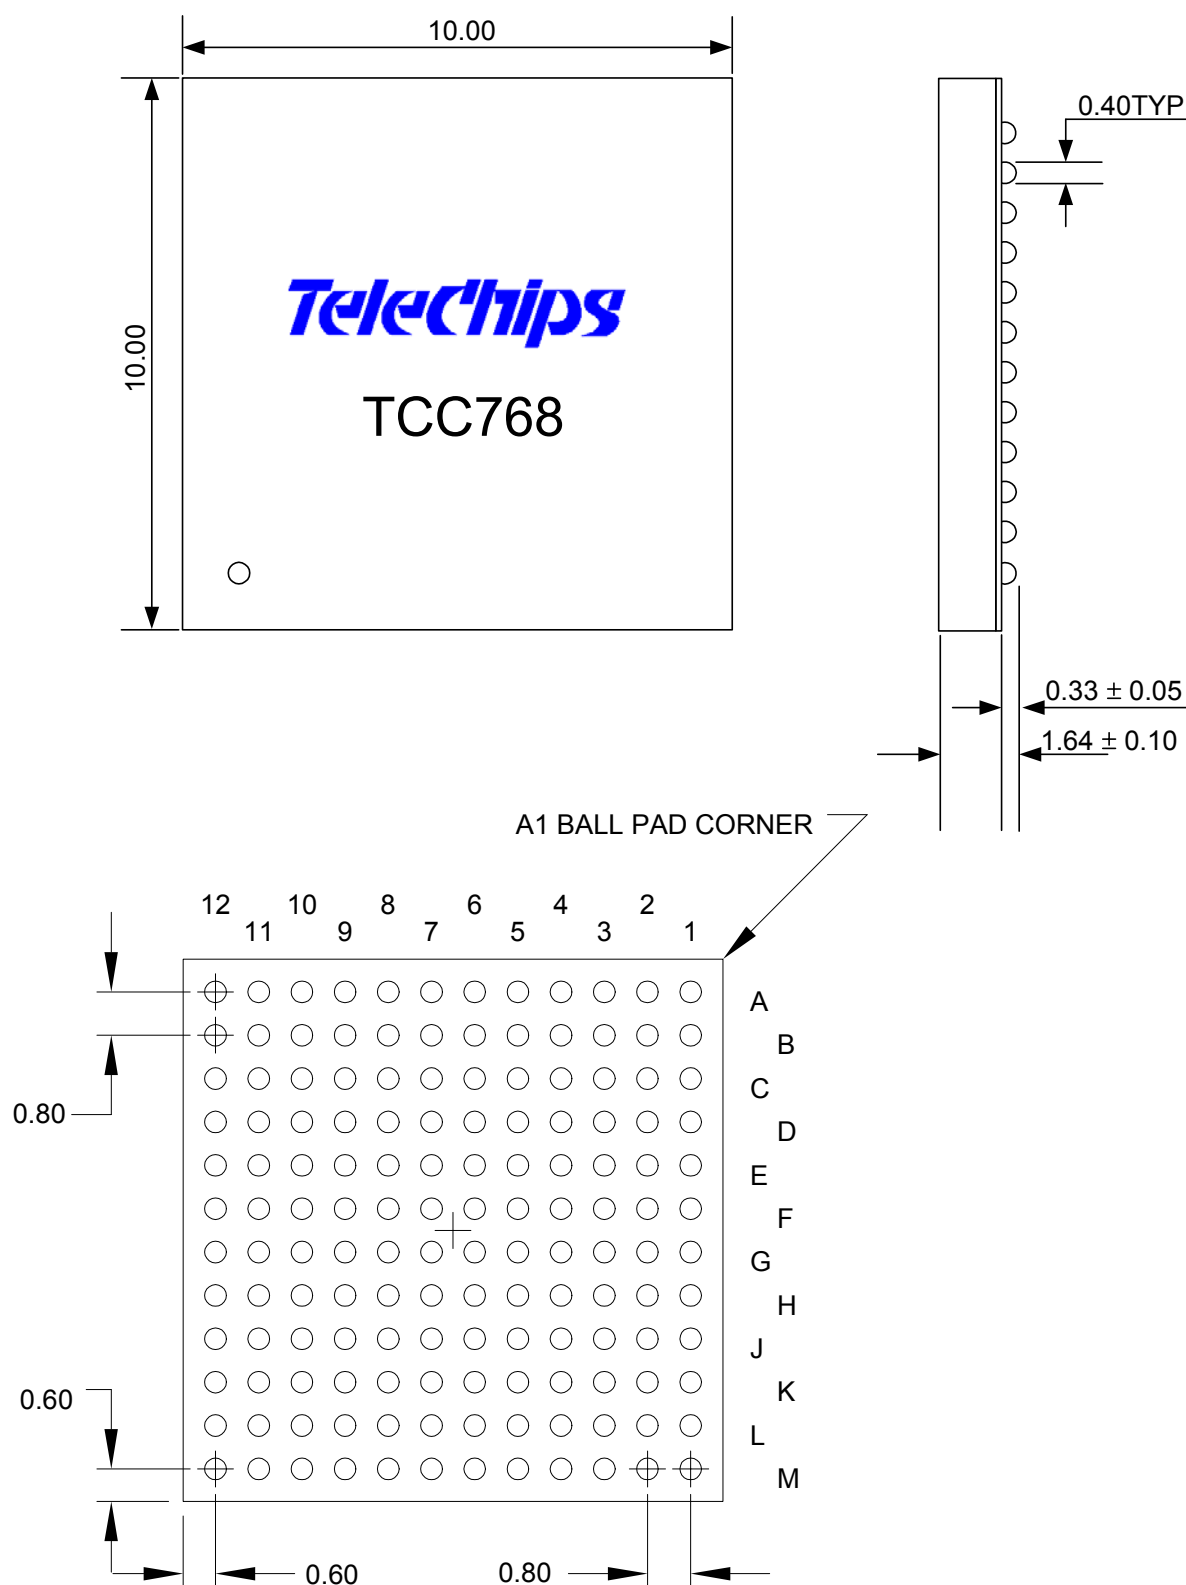 10.00
0.40TYP
10.00
TeleChips
TCC768
0.33 ± 0.05
1.64 ± 0.10
A1 BALL PAD CORNER
12 10 8 6 4 2
11 9 7 5 3 1
A
B
C
0.80
D
E
F
G
H
J
K
0.60
L
M
0.60
0.80